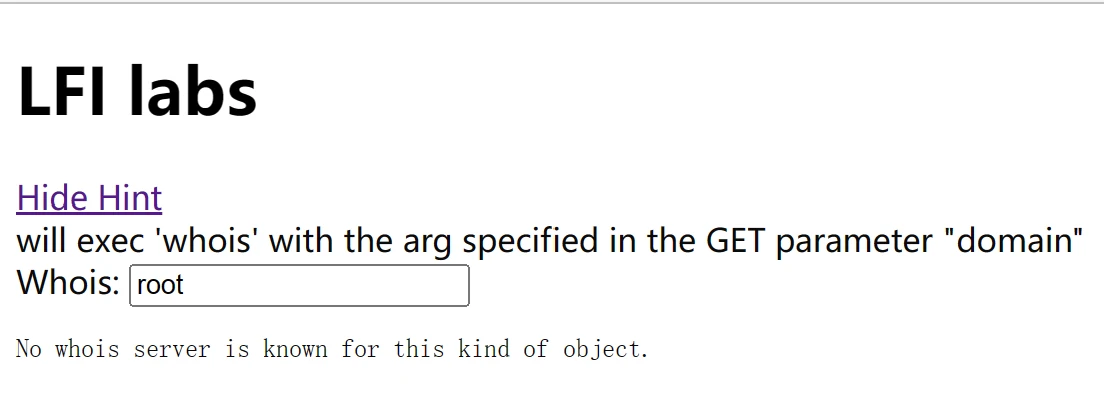 LFI labs
Hide Hint
will exec 'whois' with the arg specified in the GET parameter "domain"
Whois: root
No whois server is known for this kind of object.